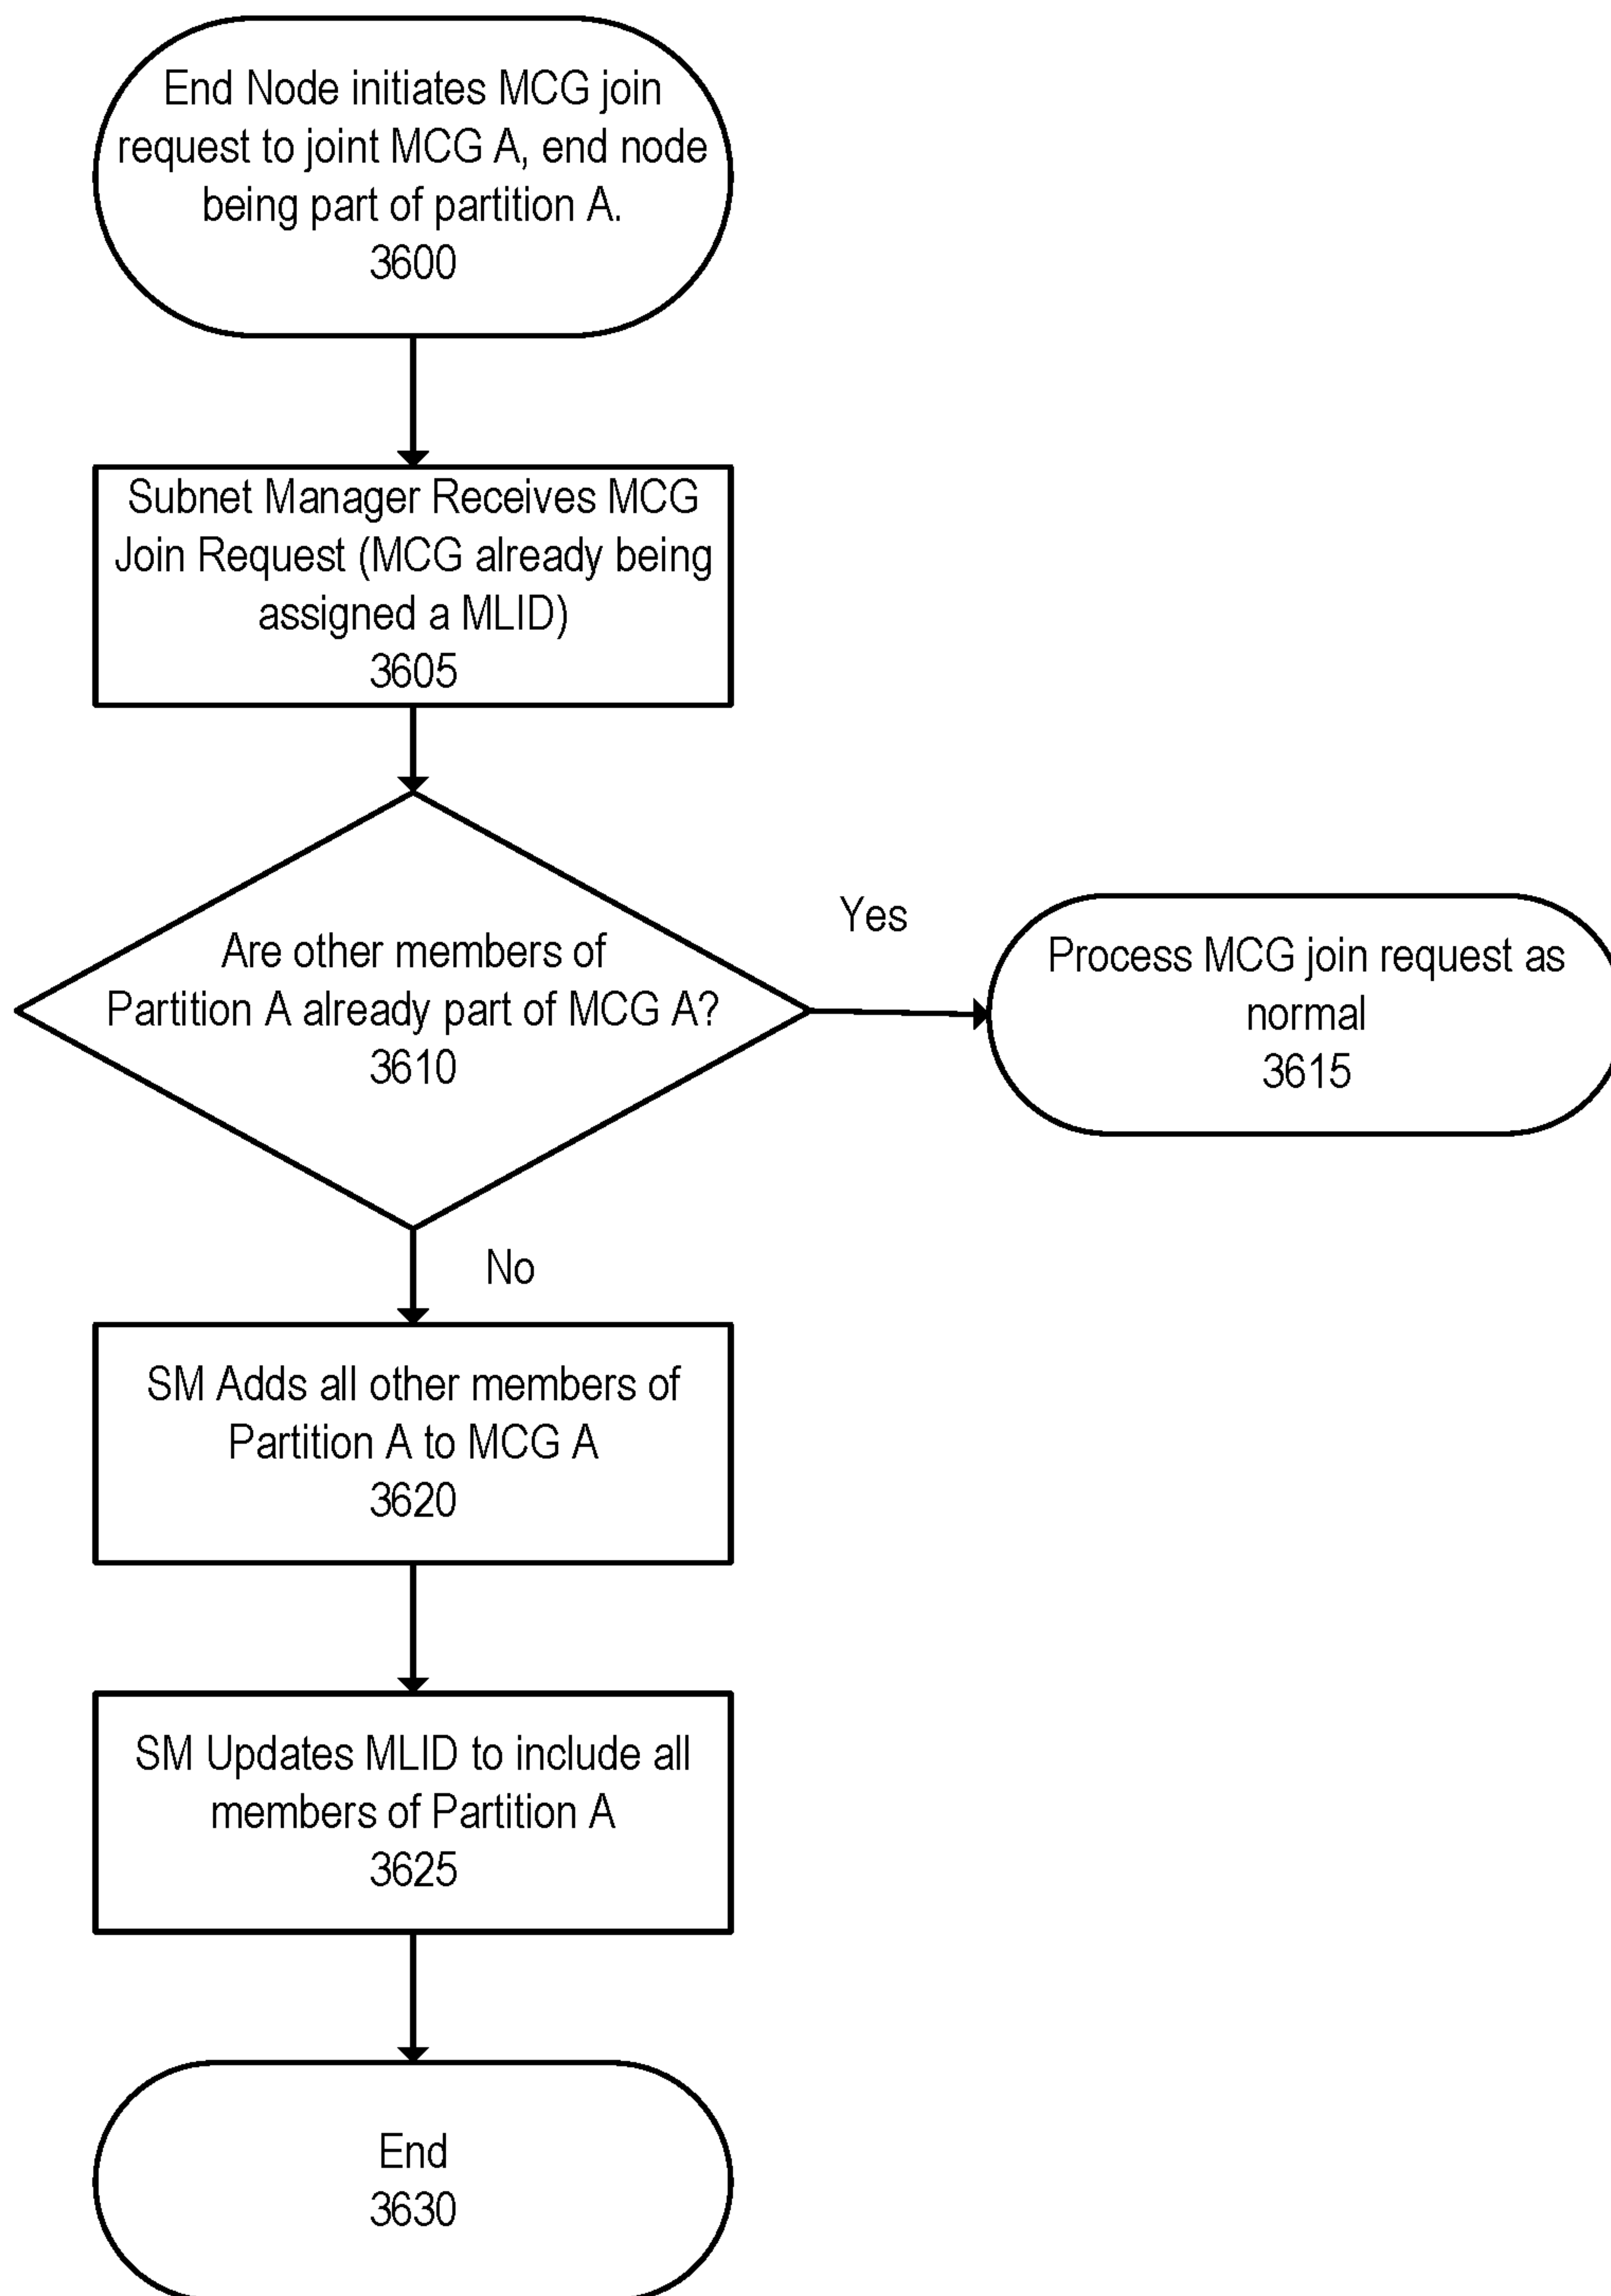 End Node initiates MCG join
request to joint MCG A, end node
being part of partition A.
3600
Subnet Manager Receives MCG
Join Request (MCG already being
assigned a MLID)
3605
Are other members of
Partition A already part of MCG A?
3610
Yes
Process MCG join request as
normal
3615
No
SM Adds all other members of
Partition A to MCG A
3620
SM Updates MLID to include all
members of Partition A
3625
End
3630